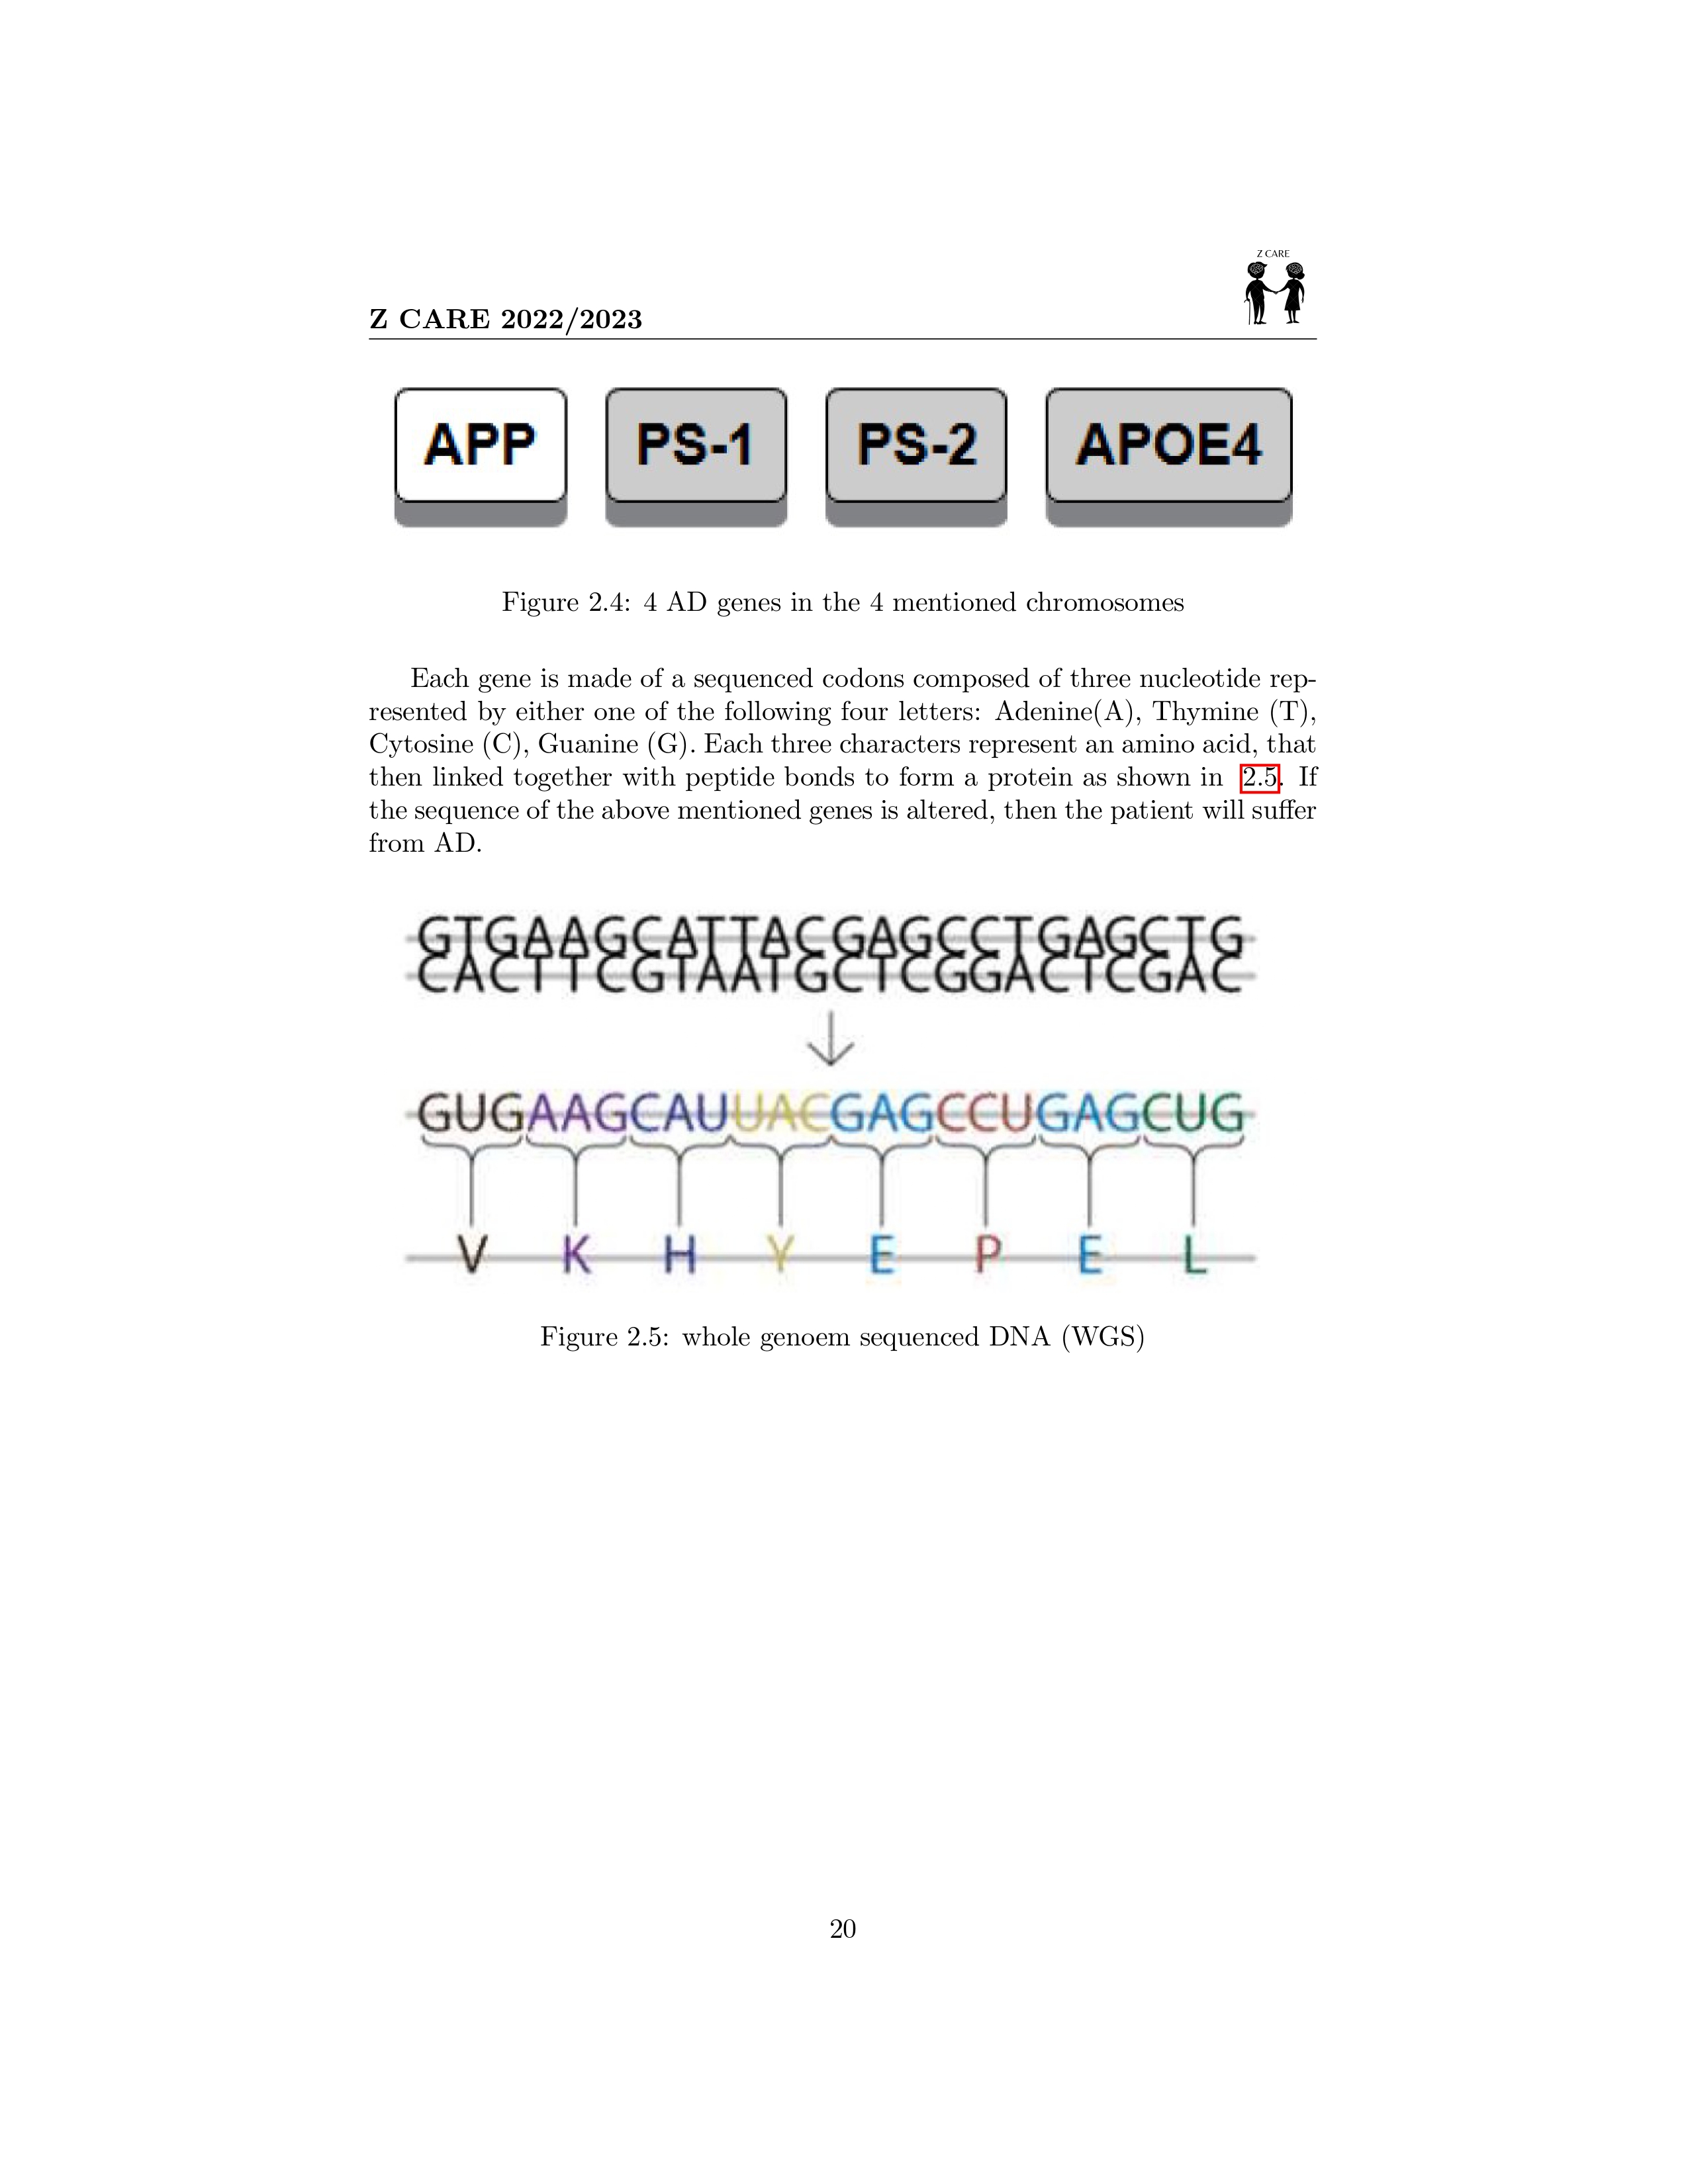 Z CARE
Z CARE 2022/2023
APP PS-1 PS-2 APOE4
Figure 2.4: 4 AD genes in the 4 mentioned chromosomes
Each gene is made of a sequenced codons composed of three nucleotide rep-
resented by either one of the following four letters: Adenine(A), Thymine (T),
Cytosine (C), Guanine (G). Each three characters represent an amino acid, that
then linked together with peptide bonds to form a protein as shown in 2.5. If
the sequence of the above mentioned genes is altered, then the patient will suffer
from AD.
GTGAAGCATTACGAGCCTGAGCTG
CACTTCGTAATGCTCGGACTCGAC
GUGAAGCAUUACGAGCCUGAGCUG
V K H Y E P E L
Figure 2.5: whole genoem sequenced DNA (WGS)
20